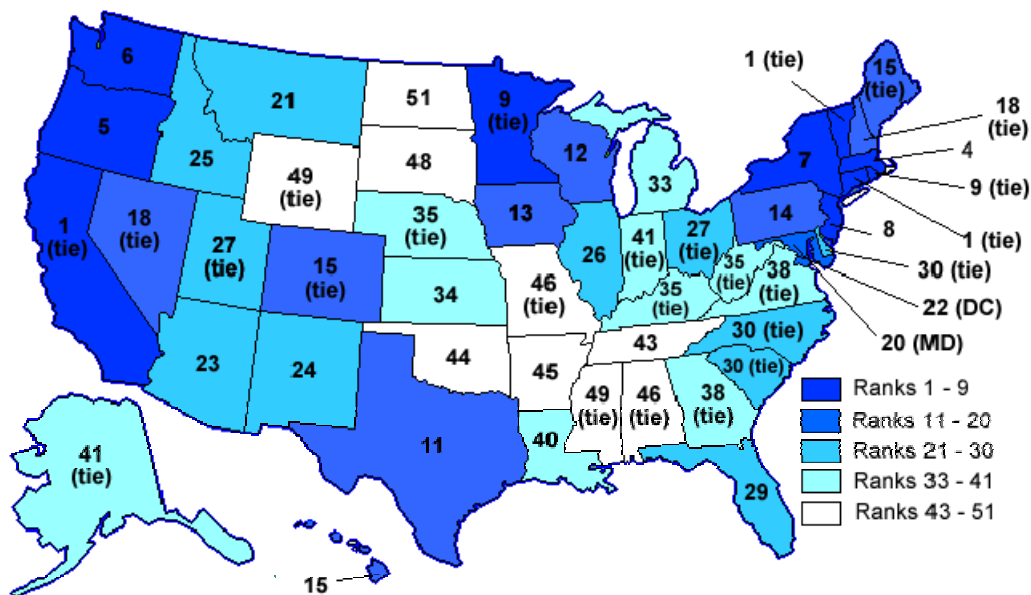 6
5
1
(tie)
18
(tie)
21
25
49
(tie)
27
(tie)
15
(tie)
23
24
51
48
35
(tie)
34
44
11
9
(tie)
13
46
(tie)
45
40
12
26
33
41
(tie)
27
(tie)
35
(tie)
35
(tie)
38
(tie)
43
49
(tie)
46
(tie)
38
(tie)
30 (tie)
30 (tie)
29
14
7
1 (tie)
15
(tie)
18
(tie)
4
9 (tie)
1 (tie)
8
30 (tie)
22 (DC)
20 (MD)
41
(tie)
15
Ranks 1 - 9
Ranks 11 - 20
Ranks 21 - 30
Ranks 33 - 41
Ranks 43 - 51